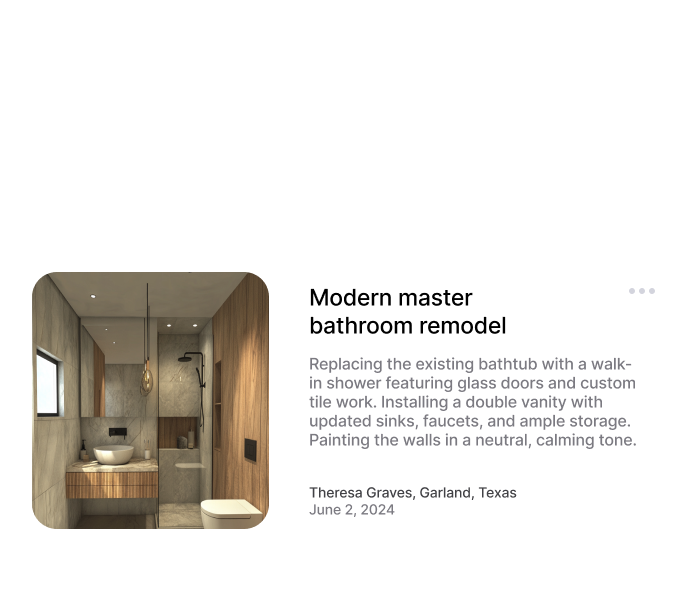 Modern master
bathroom remodel
Replacing the existing bathtub with a walk-
in shower featuring glass doors and custom
tile work. Installing a double vanity with
updated sinks, faucets, and ample storage.
Painting the walls in a neutral, calming tone.
Theresa Graves, Garland, Texas
June 2, 2024